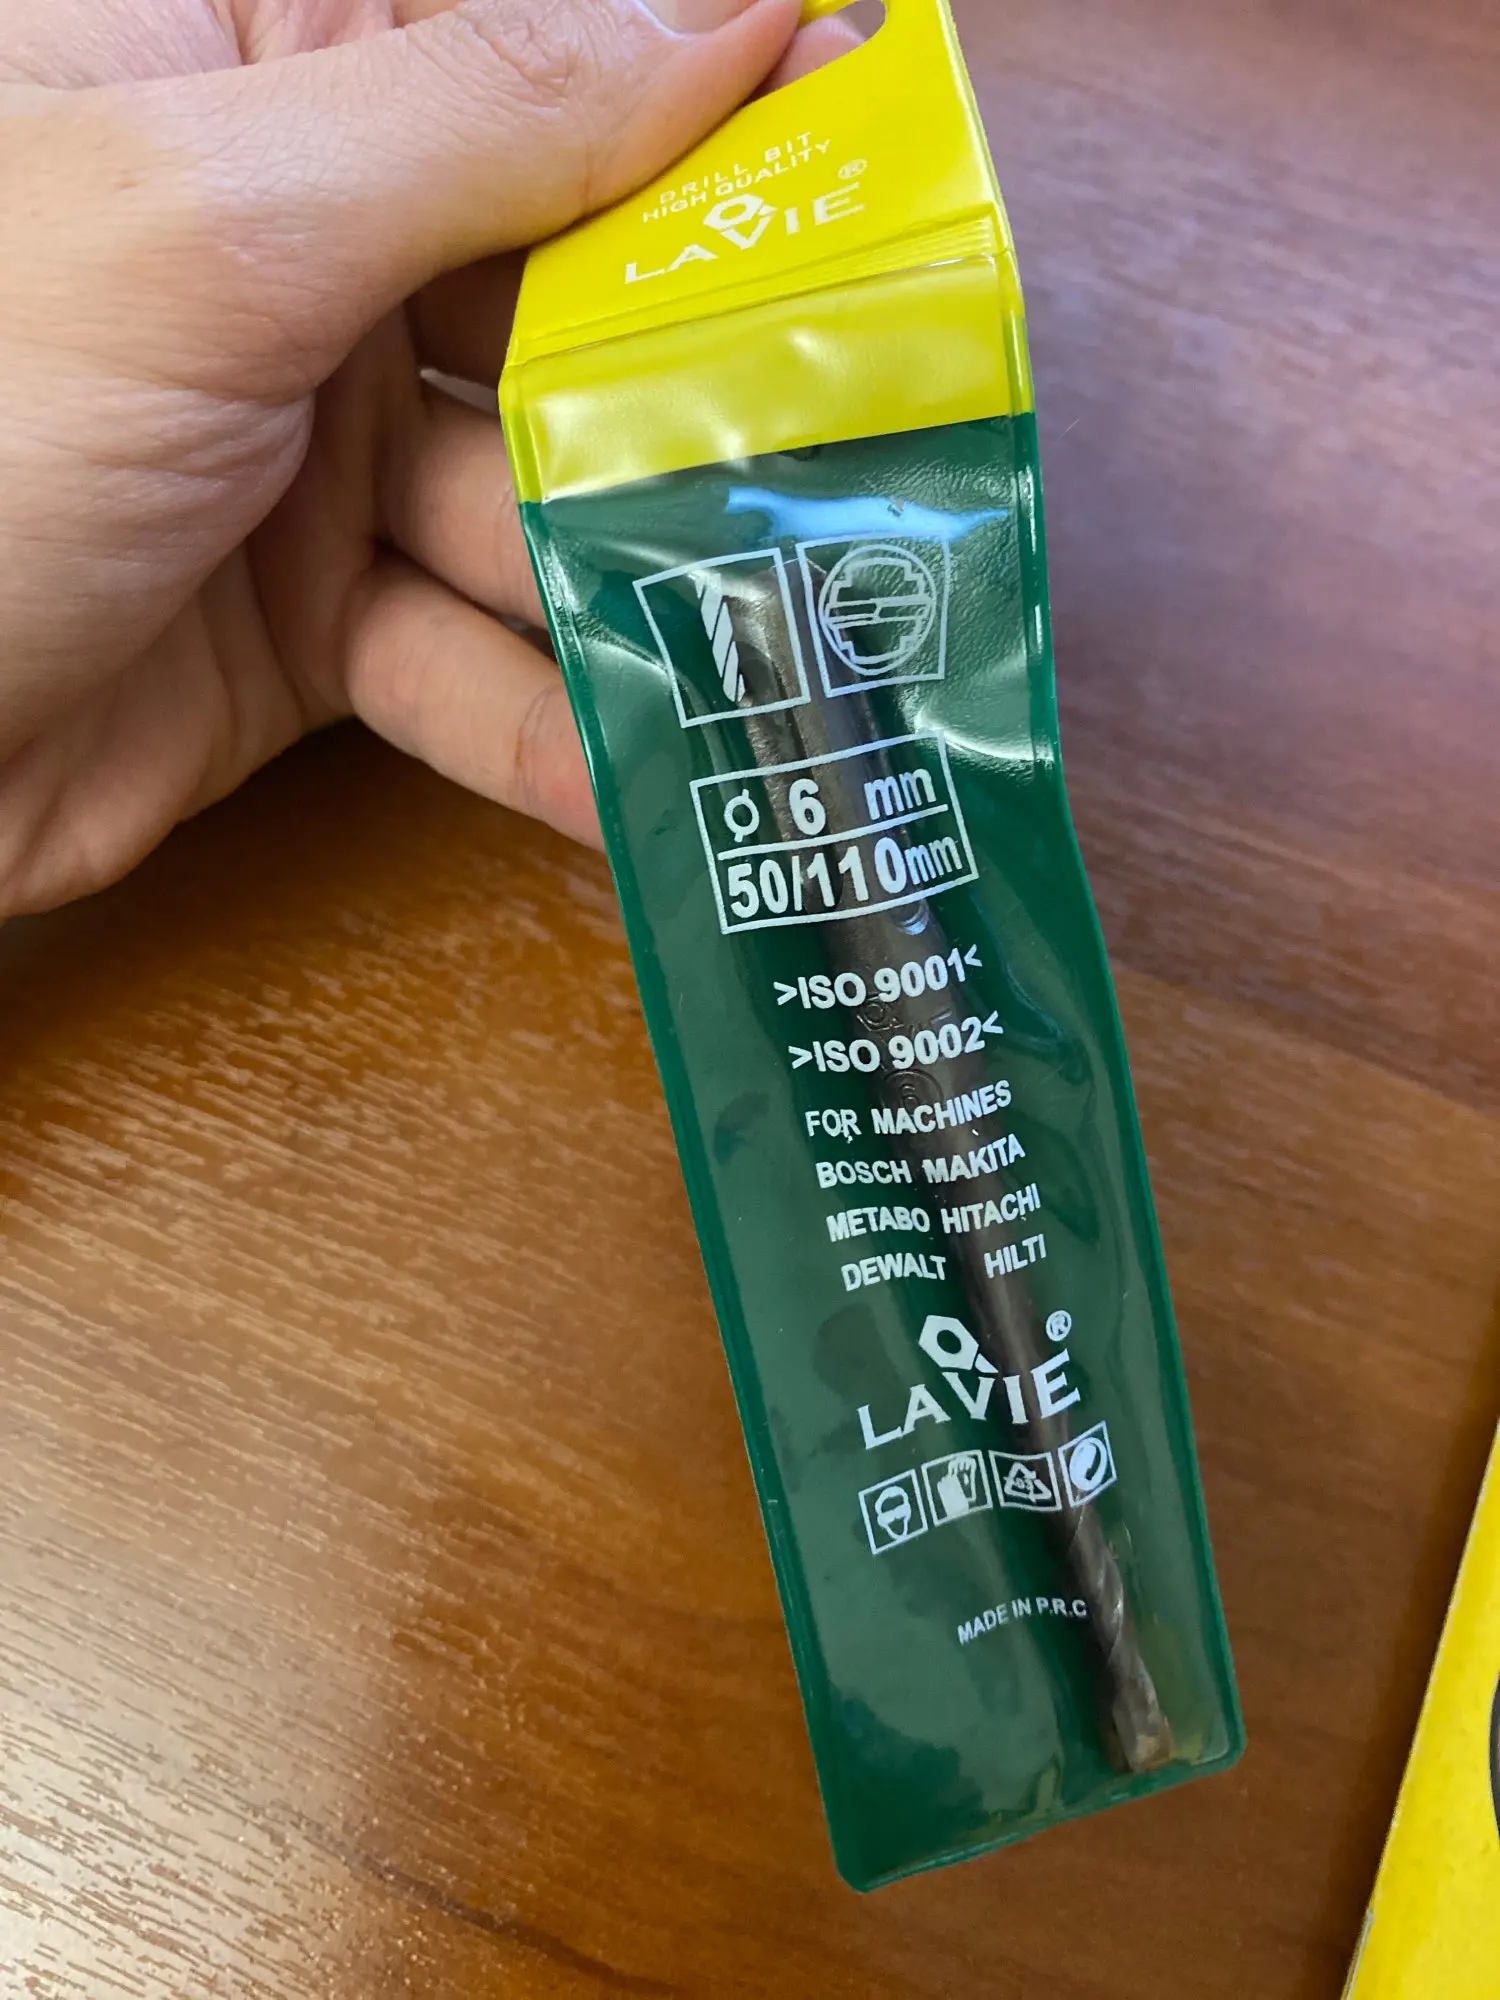 DRILL BIT
HIGH QUALITY
LAVIE ®
Ø 6 mm
50/110mm
>ISO 9001<
>ISO 9002<
6
FOR MACHINES
BOSCH MAKITA
METABO HITACHI
DEWALT HILTI
LAVIE ®
MADE IN P.R.C